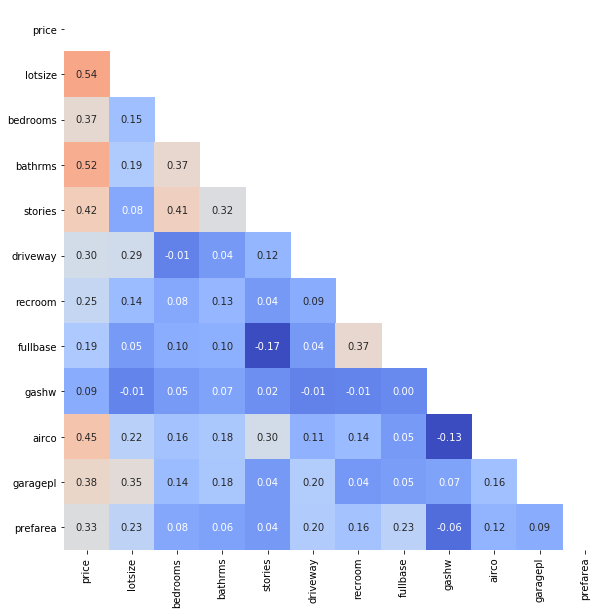 price
lotsize 0.54
bedrooms 0.37 0.15
bathrms 0.52 0.19 0.37
stories 0.42 0.08 0.41 0.32
driveway 0.30 0.29 -0.01 0.04 0.12
recroom 0.25 0.14 0.08 0.13 0.04 0.09
fullbase 0.19 0.05 0.10 0.10 -0.17 0.04 0.37
gashw 0.09 -0.01 0.05 0.07 0.02 -0.01 -0.01 0.00
airco 0.45 0.22 0.16 0.18 0.30 0.11 0.14 0.05 -0.13
garagepl 0.38 0.35 0.14 0.18 0.04 0.20 0.04 0.05 0.07 0.16
prefarea 0.33 0.23 0.08 0.06 0.04 0.20 0.16 0.23 -0.06 0.12 0.09
price lotsize bedrooms bathrms stories driveway recroom fullbase gashw airco garagepl prefarea